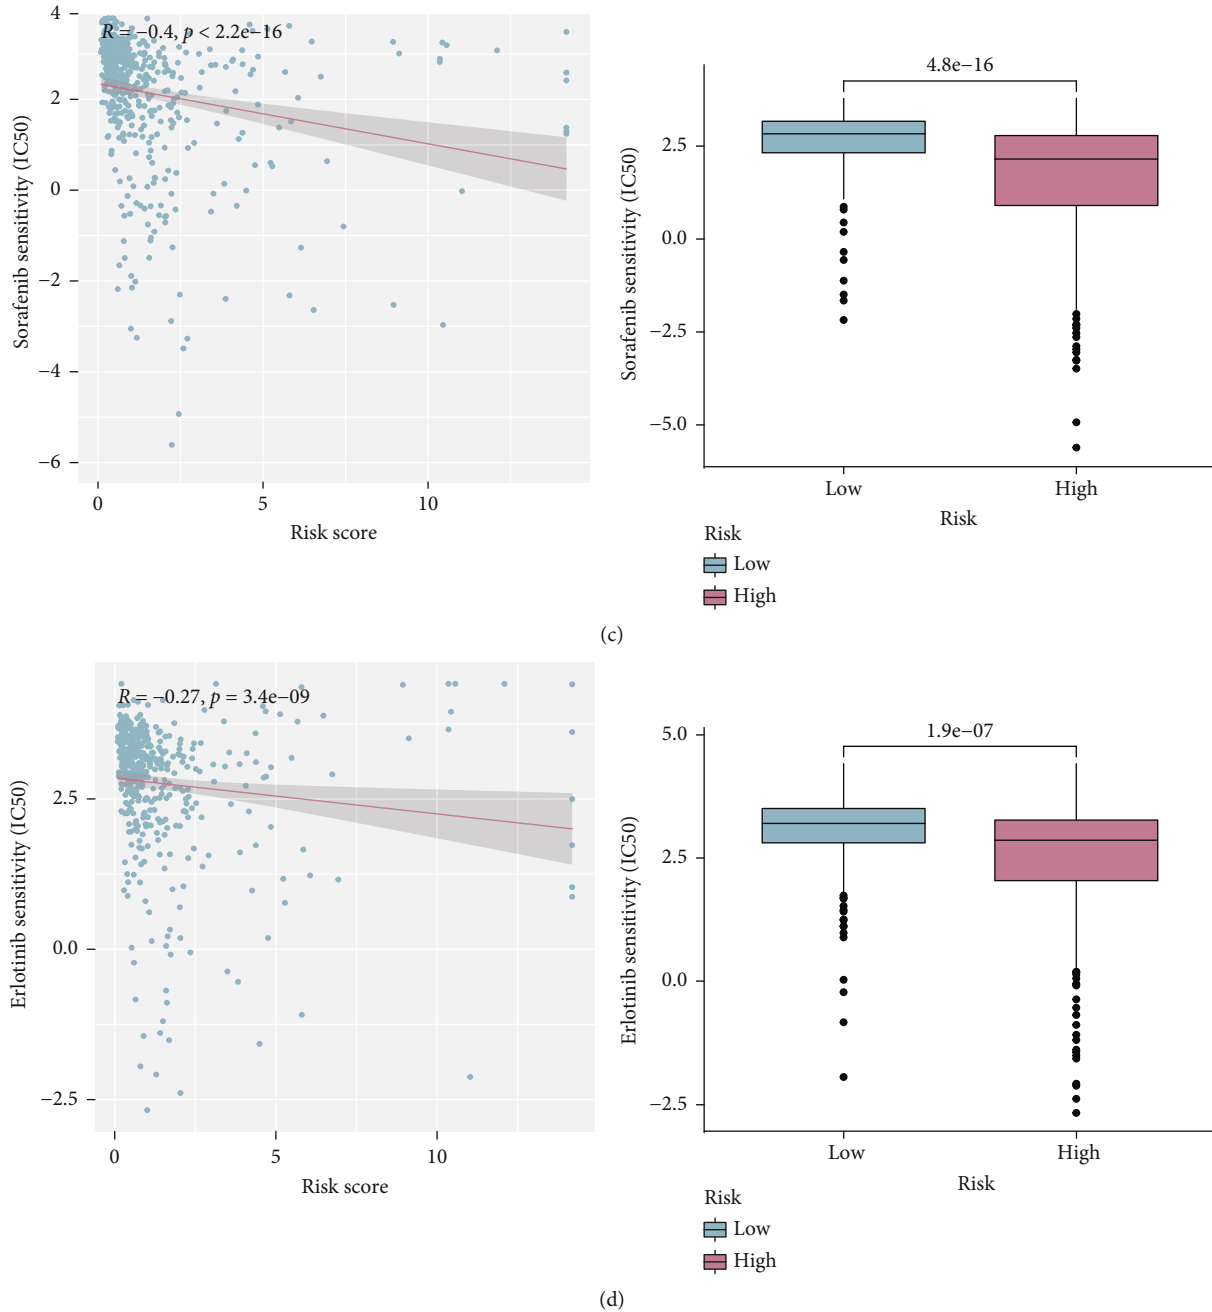 R = −0.4, p < 2.2e−16
4
2
0
−2
−4
−6
Sorafenib sensitivity (IC50)
0
5
10
Risk score
4.8e−16
2.5
0.0
−2.5
−5.0
Sorafenib sensitivity (IC50)
Low
High
Risk
Risk
Low
High
(c)
R = −0.27, p = 3.4e−09
2.5
0.0
−2.5
Erlotinib sensitivity (IC50)
0
5
10
Risk score
1.9e−07
5.0
2.5
0.0
−2.5
Erlotinib sensitivity (IC50)
Low
High
Risk
Risk
Low
High
(d)